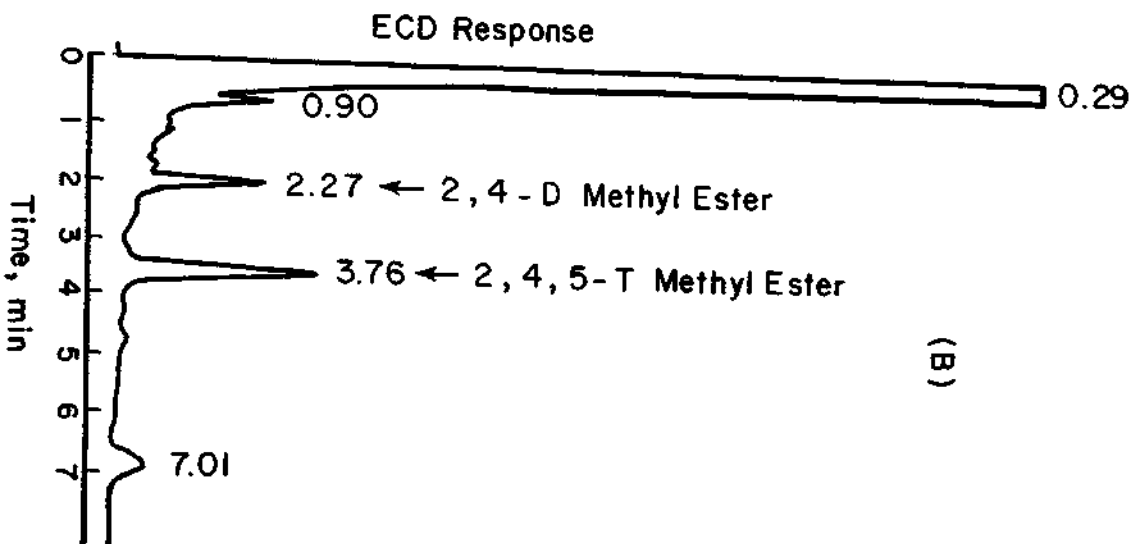 ECD Response
0.29
0.90
2.27 ← 2,4-D Methyl Ester
3.76 ← 2,4,5-T Methyl Ester
7.01
(B)
0 1 2 3 4 5 6 7
Time, min